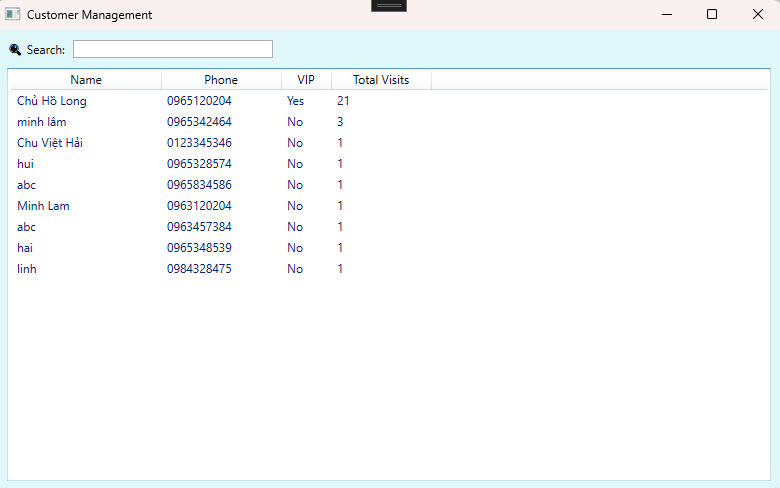 Customer Management
Search:
Name Phone VIP Total Visits
Chủ Hồ Long 0965120204 Yes 21
minh lâm 0965342464 No 3
Chu Việt Hải 0123345346 No 1
hui 0965328574 No 1
abc 0965834586 No 1
Minh Lam 0963120204 No 1
abc 0963457384 No 1
hai 0965348539 No 1
linh 0984328475 No 1